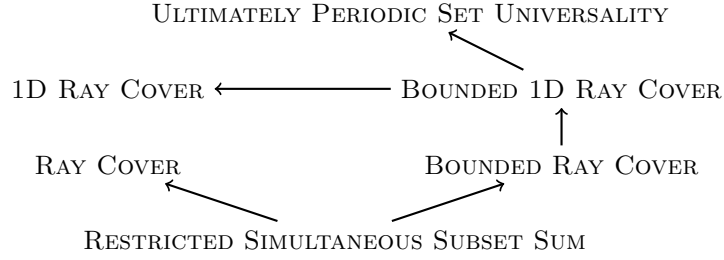 ULTIMATELY PERIODIC SET UNIVERSALITY
1D RAY COVER BOUNDED 1D RAY COVER
RAY COVER BOUNDED RAY COVER
RESTRICTED SIMULTANEOUS SUBSET SUM